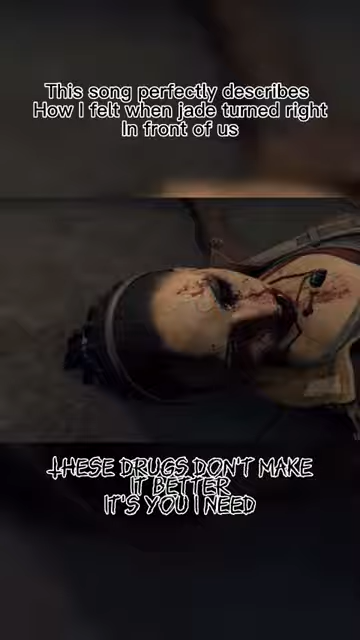 This song perfectly describes
How I felt when jade turned right
In front of us
THESE DRUGS DON'T MAKE
IT BETTER
IT'S YOU I NEED